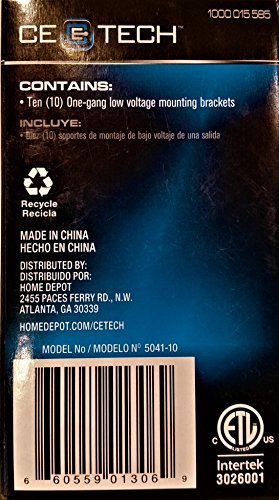 CE TECH™
1000 015 585
CONTAINS:
• Ten (10) One-gang low voltage mounting brackets
INCLUYE:
• Diez (10) soportes de montaje de bajo voltaje de una salida
Recycle
Recicla
MADE IN CHINA
HECHO EN CHINA
DISTRIBUTED BY:
DISTRIBUIDO POR:
HOME DEPOT
2455 PACES FERRY RD., N.W.
ATLANTA, GA 30339
HOMEDEPOT.COM/CETECH
MODEL No / MODELO Nº 5041-10
6 60559 01306 9
C ETL US
LISTED
Intertek
3026001